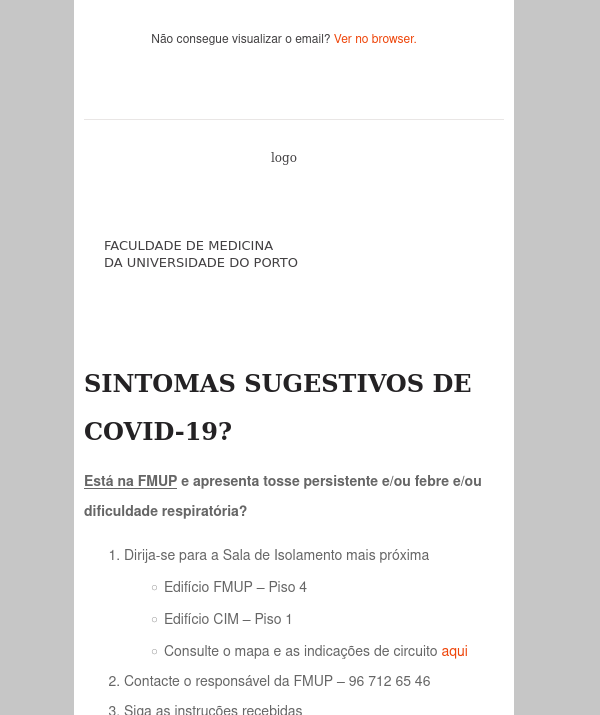 Não consegue visualizar o email? Ver no browser.
logo
FACULDADE DE MEDICINA
DA UNIVERSIDADE DO PORTO
SINTOMAS SUGESTIVOS DE
COVID-19?
Está na FMUP e apresenta tosse persistente e/ou febre e/ou
dificuldade respiratória?
1. Dirija-se para a Sala de Isolamento mais próxima
○ Edifício FMUP – Piso 4
○ Edifício CIM – Piso 1
○ Consulte o mapa e as indicações de circuito aqui
2. Contacte o responsável da FMUP – 96 712 65 46
3. Siga as instruções recebidas